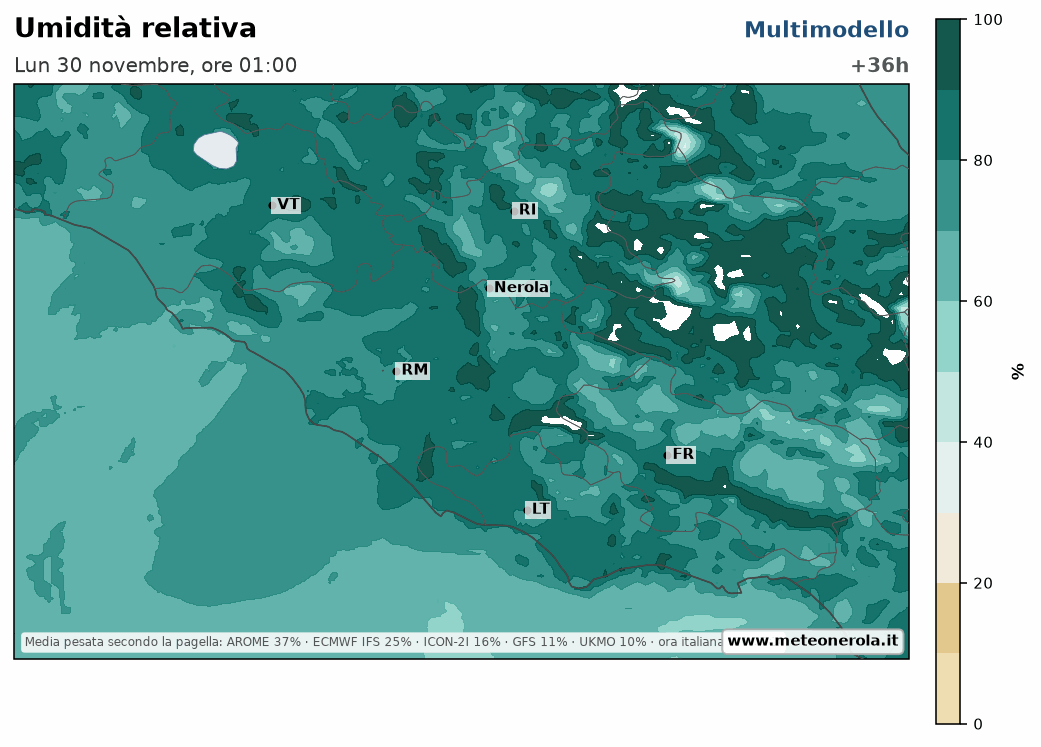 Umidità relativa
Multimodello
Lun 30 novembre, ore 01:00
+36h
100
80
60
40
20
0
%
VT
RI
Nerola
RM
FR
LT
Media pesata secondo la pagella: AROME 37% · ECMWF IFS 25% · ICON-2I 16% · GFS 11% · UKMO 10% · ora italiana
www.meteonerola.it